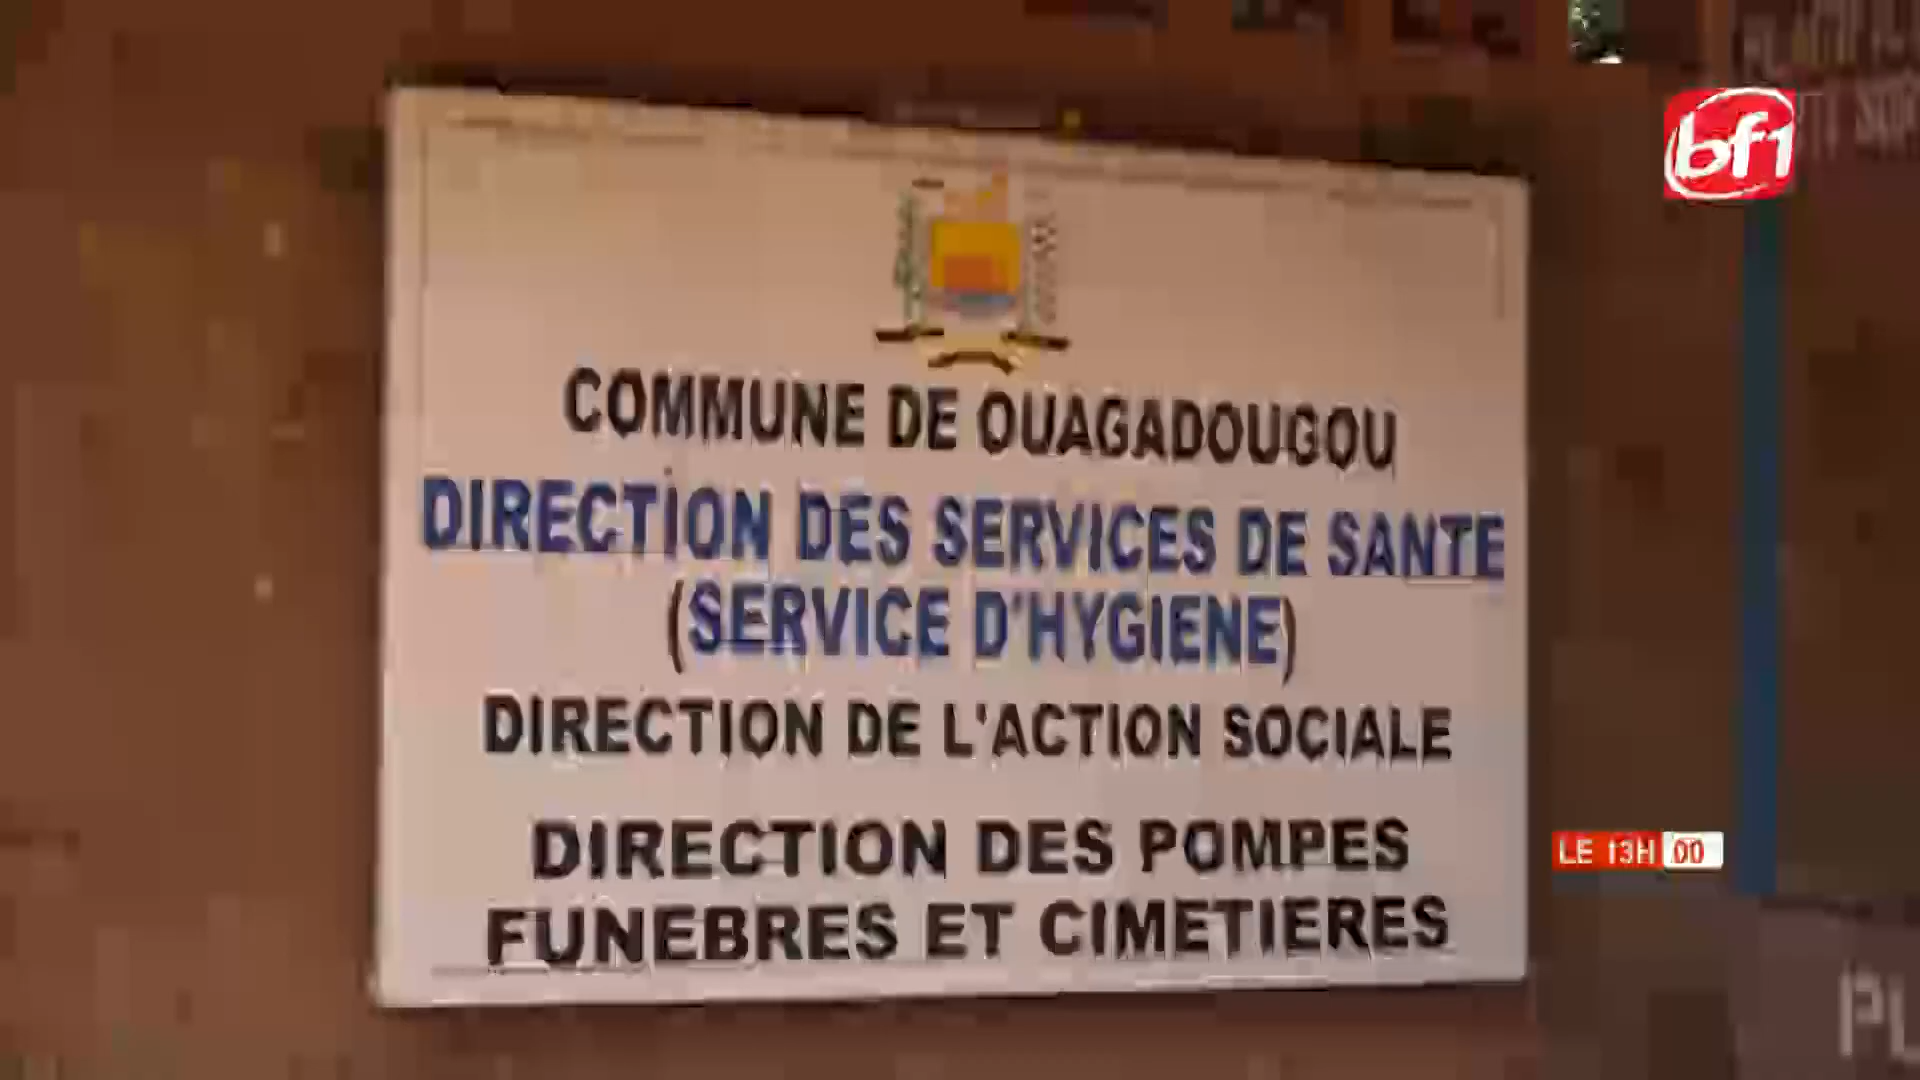 bf1
COMMUNE DE OUAGADOUGOU
DIRECTION DES SERVICES DE SANTE
(SERVICE D'HYGIENE)
DIRECTION DE L'ACTION SOCIALE
DIRECTION DES POMPES
FUNEBRES ET CIMETIERES
LE 13H 00
PL